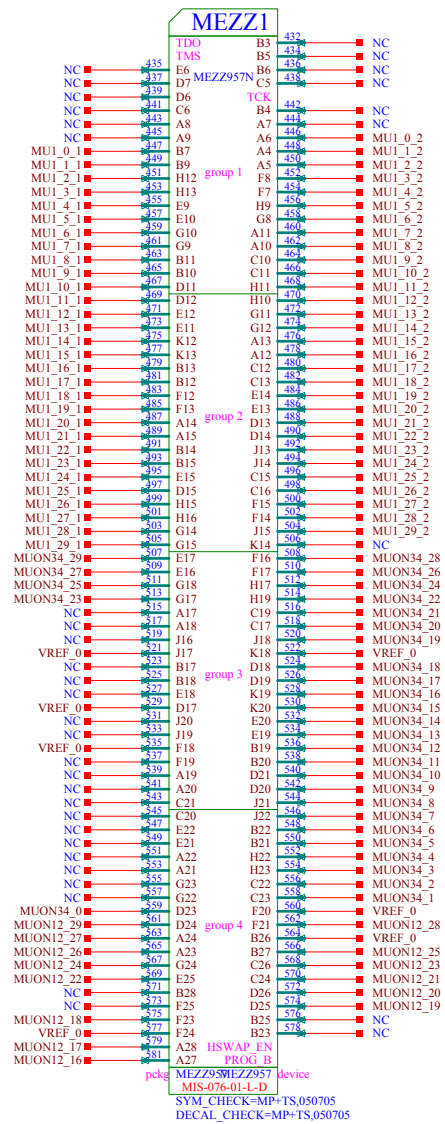 MEZZ1
TDO 432 B3 NC
TMS 434 B5 NC
NC 435 E6 MEZZ957N B6 436 NC
NC 437 D7 C5 438 NC
NC 439 D6 TCK
NC 441 C6 B4 442 NC
NC 443 A8 A7 444 NC
NC 445 A9 A6 446 MU1_0_2
MU1_0_1 447 B7 A4 448 MU1_1_2
MU1_1_1 449 B9 group 1 A5 450 MU1_2_2
MU1_2_1 451 H12 F8 452 MU1_3_2
MU1_3_1 453 H13 F7 454 MU1_4_2
MU1_4_1 455 E9 H9 456 MU1_5_2
MU1_5_1 457 E10 G8 458 MU1_6_2
MU1_6_1 459 G10 A11 460 MU1_7_2
MU1_7_1 461 G9 A10 462 MU1_8_2
MU1_8_1 463 B11 C10 464 MU1_9_2
MU1_9_1 465 B10 C11 466 MU1_10_2
MU1_10_1 467 D11 H11 468 MU1_11_2
MU1_11_1 469 D12 H10 470 MU1_12_2
MU1_12_1 471 E12 G11 472 MU1_13_2
MU1_13_1 473 E11 G12 474 MU1_14_2
MU1_14_1 475 K12 A13 476 MU1_15_2
MU1_15_1 477 K13 A12 478 MU1_16_2
MU1_16_1 479 B13 C12 480 MU1_17_2
MU1_17_1 481 B12 C13 482 MU1_18_2
MU1_18_1 483 F12 E14 484 MU1_19_2
MU1_19_1 485 F13 E13 486 MU1_20_2
MU1_20_1 487 A14 group 2 D13 488 MU1_21_2
MU1_21_1 489 A15 D14 490 MU1_22_2
MU1_22_1 491 B14 J13 492 MU1_23_2
MU1_23_1 493 B15 J14 494 MU1_24_2
MU1_24_1 495 E15 C15 496 MU1_25_2
MU1_25_1 497 D15 C16 498 MU1_26_2
MU1_26_1 499 H15 F15 500 MU1_27_2
MU1_27_1 501 H16 F14 502 MU1_28_2
MU1_28_1 503 G14 J15 504 MU1_29_2
MU1_29_1 505 G15 K14 506 NC
MUON34_29 507 E17 F16 508 MUON34_28
MUON34_27 509 E16 F17 510 MUON34_26
MUON34_25 511 G18 H17 512 MUON34_24
MUON34_23 513 G17 H19 514 MUON34_22
NC 515 A17 C19 516 MUON34_21
NC 517 A18 C17 518 MUON34_20
NC 519 J16 J18 520 MUON34_19
VREF_0 521 J17 K18 522 VREF_0
NC 523 B17 group 3 D18 524 MUON34_18
NC 525 B18 D19 526 MUON34_17
NC 527 E18 K19 528 MUON34_16
VREF_0 529 D17 K20 530 MUON34_15
NC 531 J20 E20 532 MUON34_14
NC 533 J19 E19 534 MUON34_13
VREF_0 535 F18 B19 536 MUON34_12
NC 537 F19 B20 538 MUON34_11
NC 539 A19 D21 540 MUON34_10
NC 541 A20 D20 542 MUON34_9
NC 543 C21 J21 544 MUON34_8
NC 545 C20 J22 546 MUON34_7
NC 547 E22 B22 548 MUON34_6
NC 549 E21 B21 550 MUON34_5
NC 551 A22 H22 552 MUON34_4
NC 553 A21 H23 554 MUON34_3
NC 555 G23 C22 556 MUON34_2
NC 557 G22 C23 558 MUON34_1
MUON34_0 559 D23 F20 560 VREF_0
MUON12_29 561 D24 group 4 F21 562 MUON12_28
MUON12_27 563 A24 B26 564 VREF_0
MUON12_26 565 A23 B27 566 MUON12_25
MUON12_24 567 G24 C26 568 MUON12_23
MUON12_22 569 E25 C24 570 MUON12_21
NC 571 B28 D26 572 MUON12_20
NC 573 F25 D25 574 MUON12_19
MUON12_18 575 F23 B25 576 NC
VREF_0 577 F24 B23 578 NC
MUON12_17 579 A28 HSWAP_EN
MUON12_16 581 A27 PROG_B
pckg MEZZ957 MEZZ957 device
MIS-076-01-L-D
SYM_CHECK=MP+TS,050705
DECAL_CHECK=MP+TS,050705